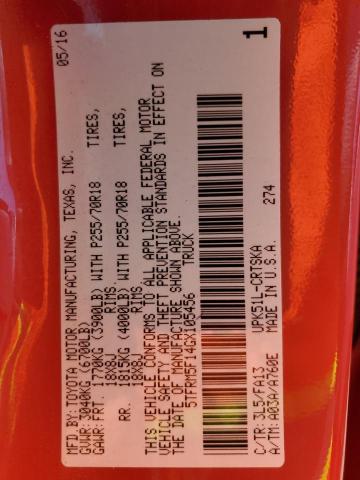 MFD.BY:TOYOTA MOTOR MANUFACTURING, TEXAS, INC. 05/16
GVWR: 3040KG (6700LB)
GAWR: FRT. 1770KG (3900LB) WITH P255/70R18 TIRES,
18X8J RIMS,
RR. 1815KG (4000LB) WITH P255/70R18 TIRES,
18X8J RIMS
THIS VEHICLE CONFORMS TO ALL APPLICABLE FEDERAL MOTOR
VEHICLE SAFETY AND THEFT PREVENTION STANDARDS IN EFFECT ON
THE DATE OF MANUFACTURE SHOWN ABOVE.
5TFRM5F14GX105456 TRUCK
274
C/TR: 3L5/FA13 UPK51L-CRTSKA
A/TM: A03A/A760E MADE IN U.S.A.
1